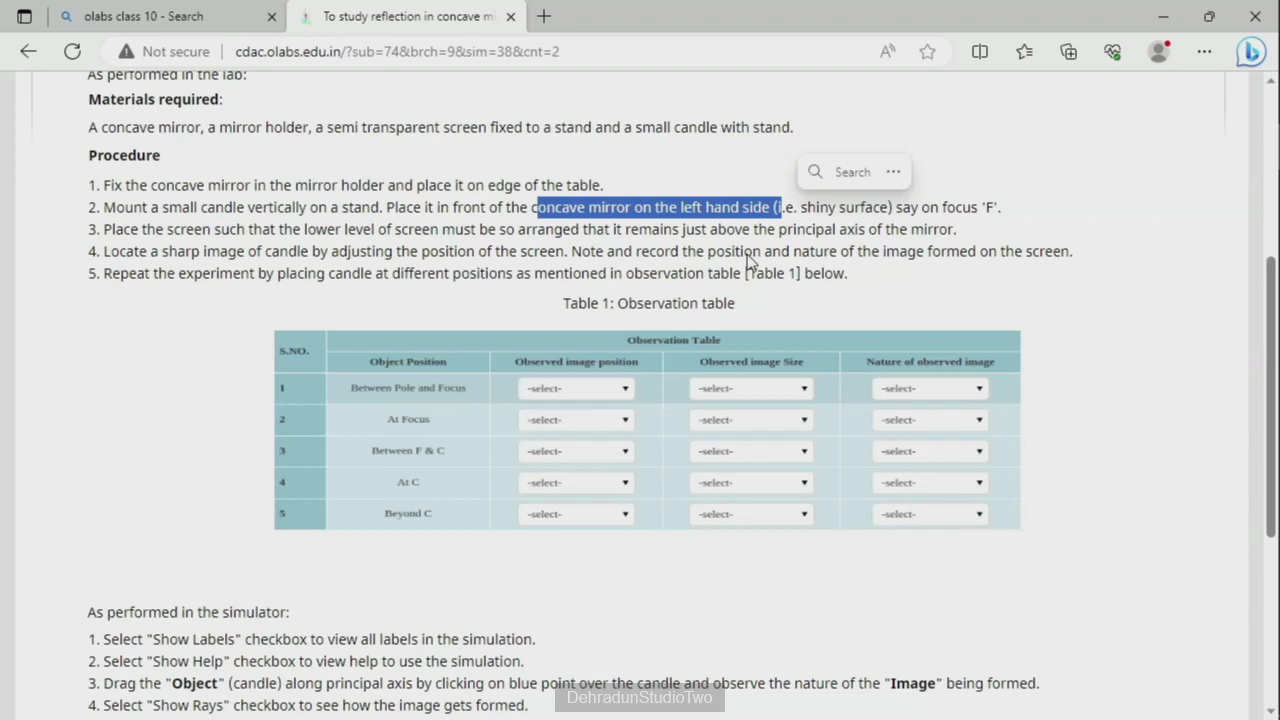 olabs class 10 - Search
To study reflection in concave mi
Not secure
cdac.olabs.edu.in/?sub=74&brch=9&sim=38&cnt=2
As performed in the lab:
Materials required:
A concave mirror, a mirror holder, a semi transparent screen fixed to a stand and a small candle with stand.
Procedure
Search
1. Fix the concave mirror in the mirror holder and place it on edge of the table.
2. Mount a small candle vertically on a stand. Place it in front of the concave mirror on the left hand side (i.e. shiny surface) say on focus 'F'.
3. Place the screen such that the lower level of screen must be so arranged that it remains just above the principal axis of the mirror.
4. Locate a sharp image of candle by adjusting the position of the screen. Note and record the position and nature of the image formed on the screen.
5. Repeat the experiment by placing candle at different positions as mentioned in observation table [Table 1] below.
Table 1: Observation table
S.NO. Observation Table
Object Position Observed image position Observed image Size Nature of observed image
1 Between Pole and Focus -select- -select- -select-
2 At Focus -select- -select- -select-
3 Between F & C -select- -select- -select-
4 At C -select- -select- -select-
5 Beyond C -select- -select- -select-
As performed in the simulator:
1. Select "Show Labels" checkbox to view all labels in the simulation.
2. Select "Show Help" checkbox to view help to use the simulation.
3. Drag the "Object" (candle) along principal axis by clicking on blue point over the candle and observe the nature of the "Image" being formed.
4. Select "Show Rays" checkbox to see how the image gets formed.
DehradunStudioTwo